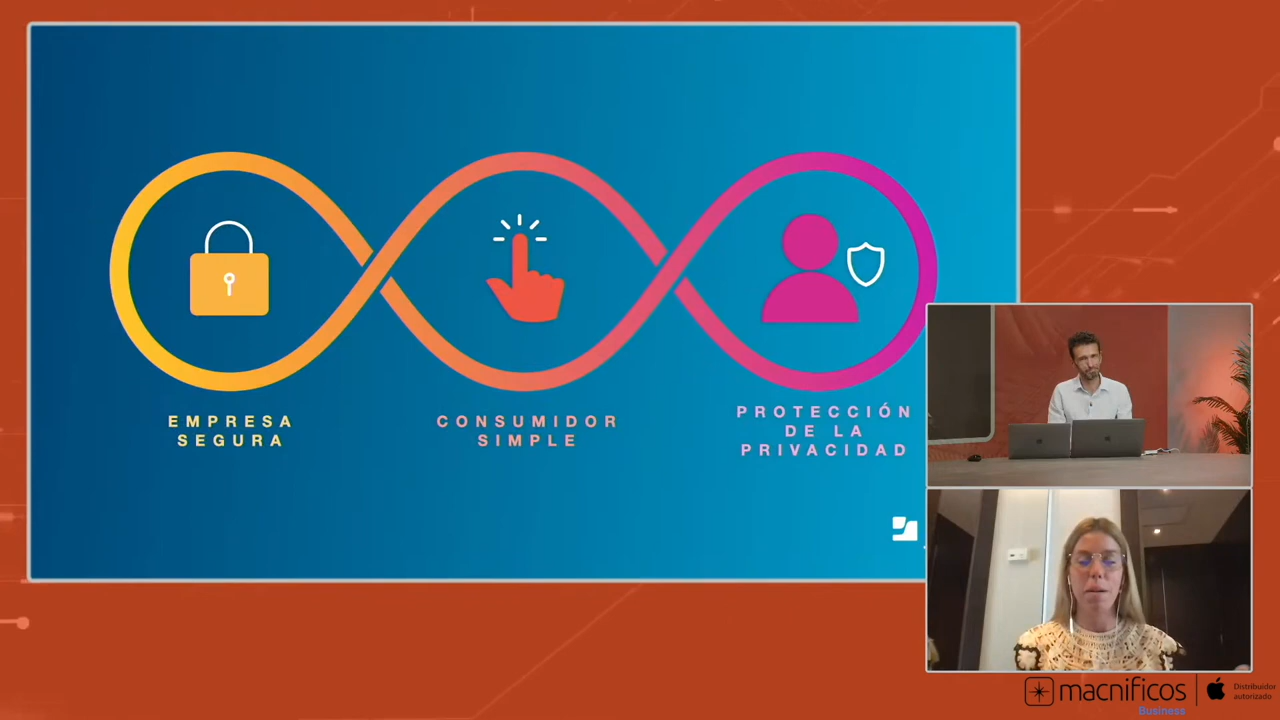 EMPRESA
SEGURA
CONSUMIDOR
SIMPLE
PROTECCIÓN
DE LA
PRIVACIDAD
macnificos
Business
Distribuidor
autorizado